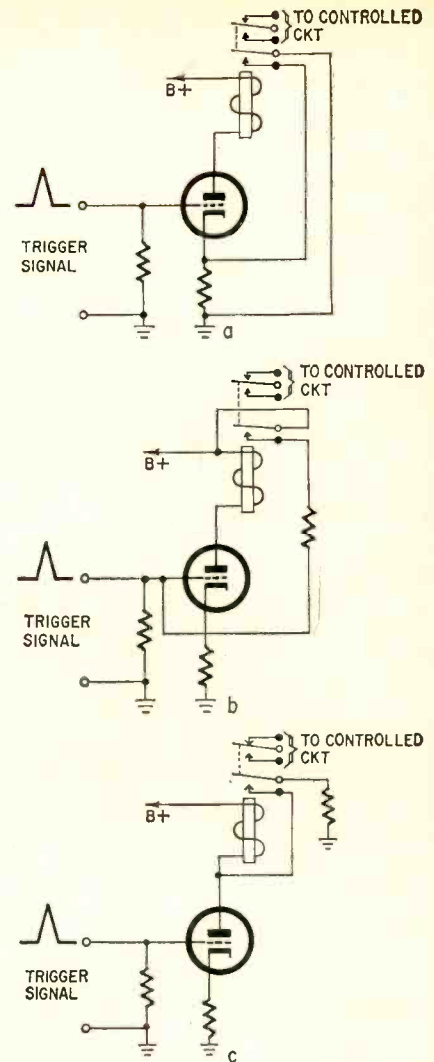 TO CONTROLLED
CKT
B+
TRIGGER
SIGNAL
a
TO CONTROLLED
CKT
B+
TRIGGER
SIGNAL
b
TO CONTROLLED
CKT
B+
TRIGGER
SIGNAL
c